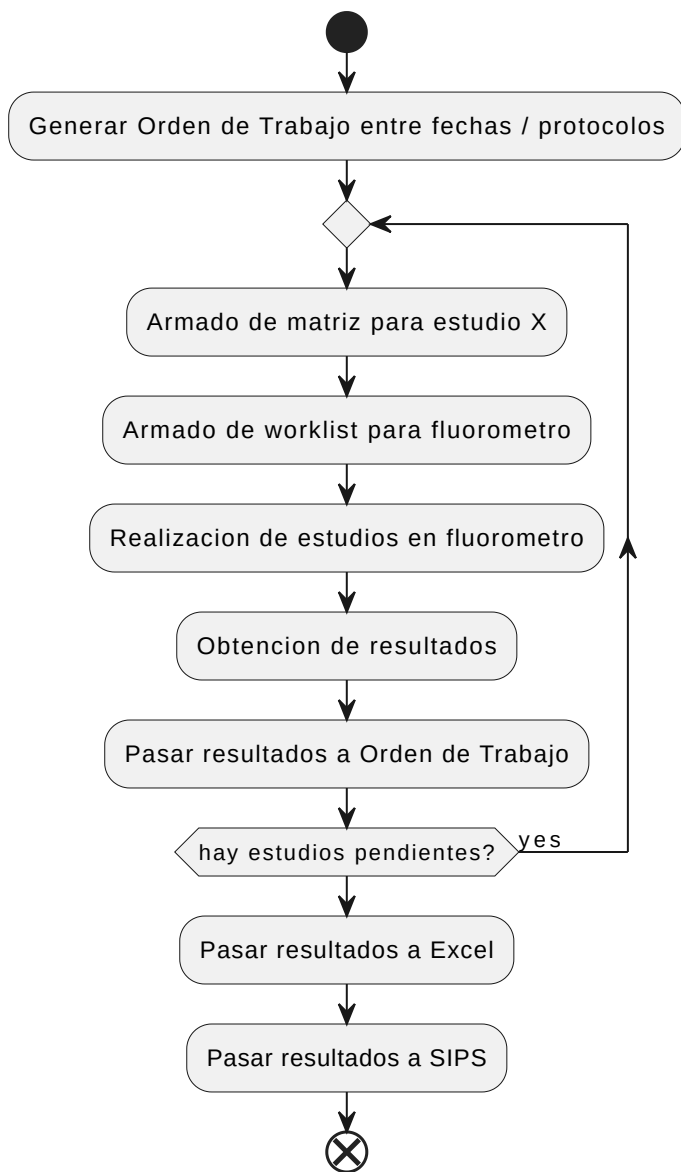 Generar Orden de Trabajo entre fechas / protocolos
Armado de matriz para estudio X
Armado de worklist para fluorometro
Realizacion de estudios en fluorometro
Obtencion de resultados
Pasar resultados a Orden de Trabajo
hay estudios pendientes?
yes
Pasar resultados a Excel
Pasar resultados a SIPS